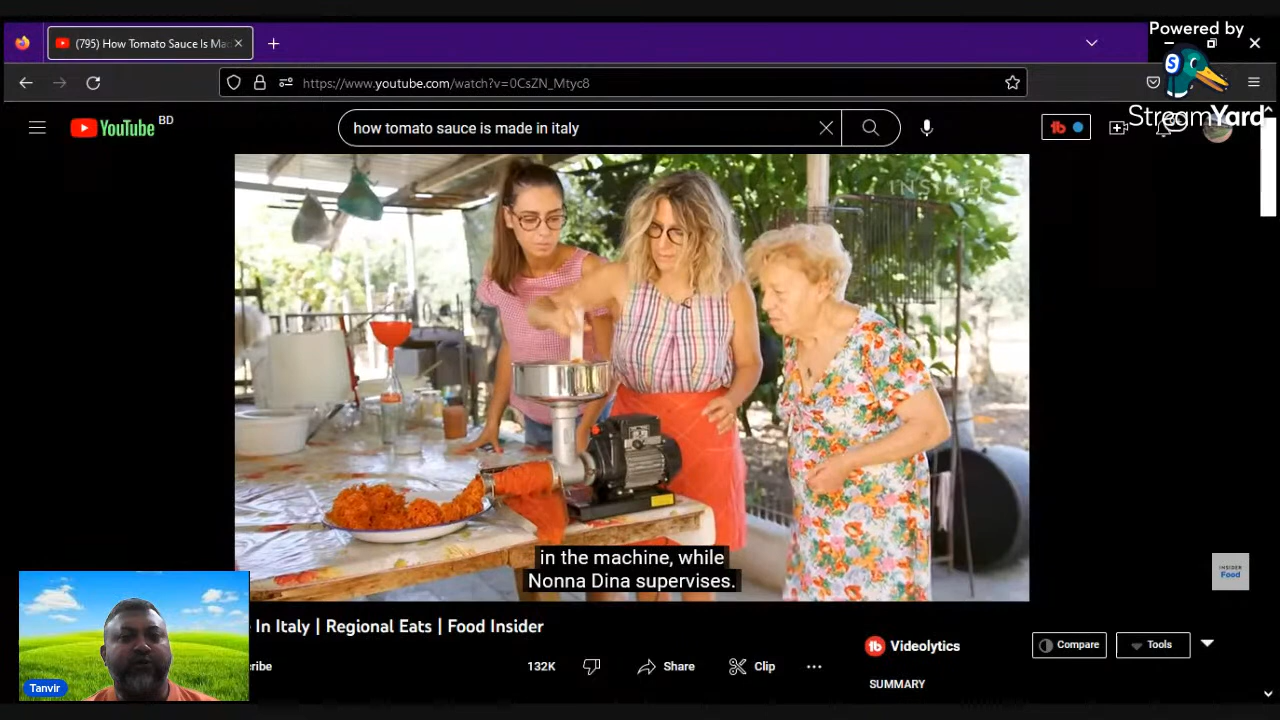 Powered by
StreamYard
(795) How Tomato Sauce Is Mad
https://www.youtube.com/watch?v=0CsZN_Mtyc8
YouTube BD
how tomato sauce is made in italy
INSIDER
in the machine, while
Nonna Dina supervises.
INSIDER
Food
In Italy | Regional Eats | Food Insider
Videolytics
Compare
Tools
cribe
132K
Share
Clip
SUMMARY
Tanvir